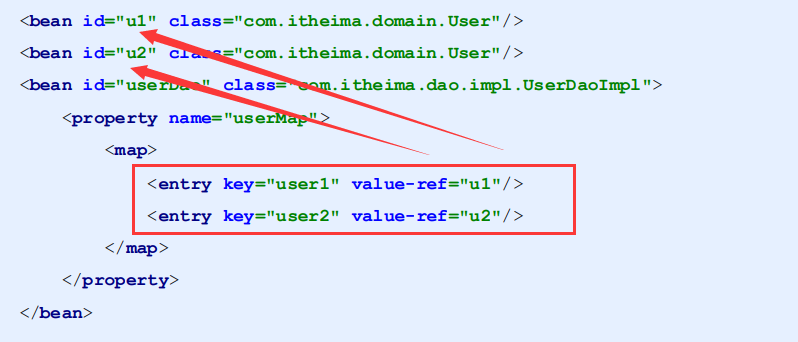 <bean id="u1" class="com.itheima.domain.User"/>
<bean id="u2" class="com.itheima.domain.User"/>
<bean id="userDao" class="com.itheima.dao.impl.UserDaoImpl">
<property name="userMap">
<map>
<entry key="user1" value-ref="u1"/>
<entry key="user2" value-ref="u2"/>
</map>
</property>
</bean>